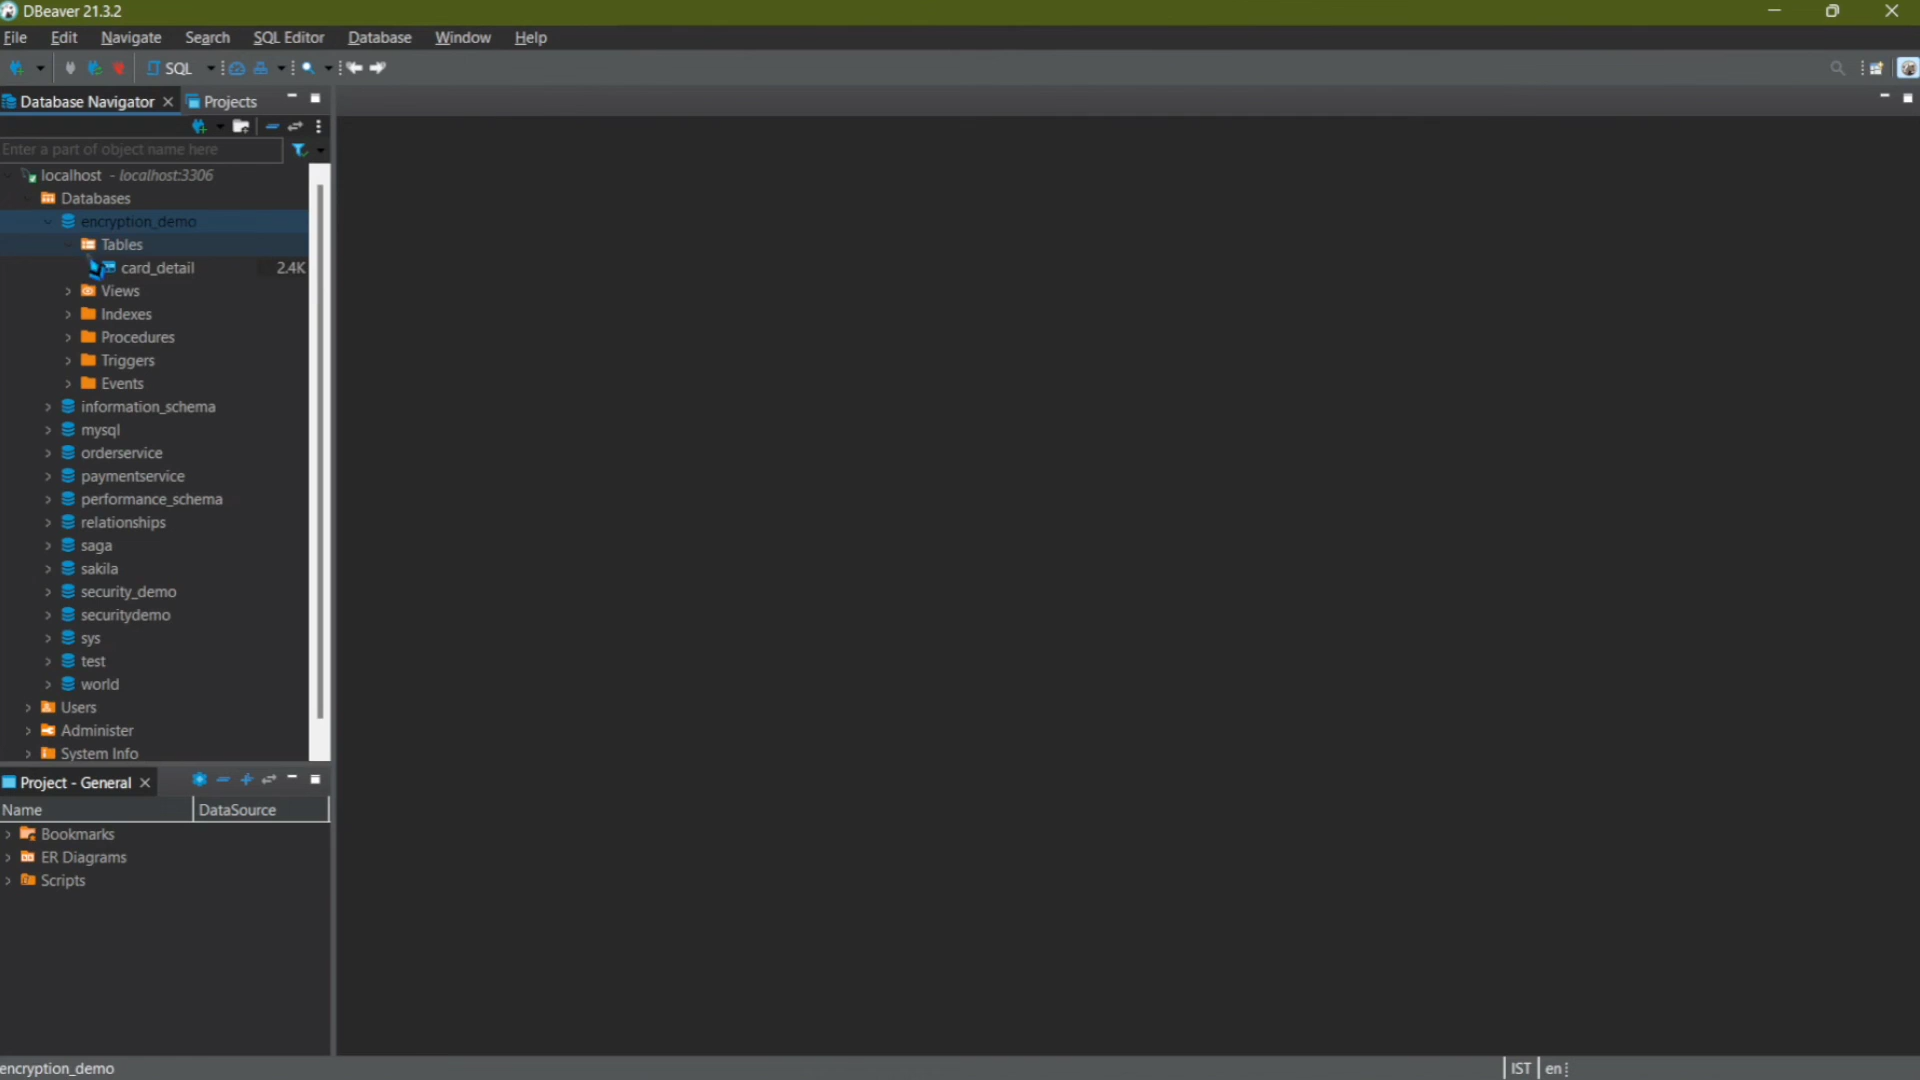 DBeaver 21.3.2
File Edit Navigate Search SQL Editor Database Window Help
SQL
Database Navigator Projects
Enter a part of object name here
localhost - localhost:3306
Databases
encryption_demo
Tables
card_detail 2.4K
Views
Indexes
Procedures
Triggers
Events
information_schema
mysql
orderservice
paymentservice
performance_schema
relationships
saga
sakila
security_demo
securitydemo
sys
test
world
Users
Administer
System Info
Project - General
Name DataSource
Bookmarks
ER Diagrams
Scripts
encryption_demo IST en